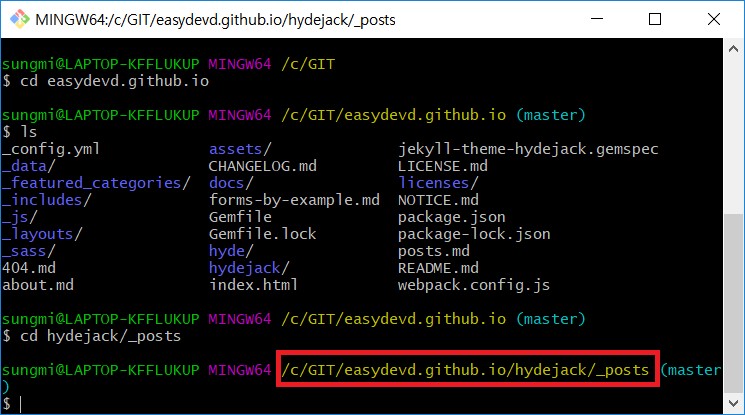 MINGW64:/c/GIT/easydevd.github.io/hydejack/_posts
sungmi@LAPTOP-KFFLUKUP MINGW64 /c/GIT
$ cd easydevd.github.io
sungmi@LAPTOP-KFFLUKUP MINGW64 /c/GIT/easydevd.github.io (master)
$ ls
_config.yml assets/ jekyll-theme-hydejack.gemspec
_data/ CHANGELOG.md LICENSE.md
_featured_categories/ docs/ licenses/
_includes/ forms-by-example.md NOTICE.md
_js/ Gemfile package.json
_layouts/ Gemfile.lock package-lock.json
_sass/ hyde/ posts.md
404.md hydejack/ README.md
about.md index.html webpack.config.js
sungmi@LAPTOP-KFFLUKUP MINGW64 /c/GIT/easydevd.github.io (master)
$ cd hydejack/_posts
sungmi@LAPTOP-KFFLUKUP MINGW64 /c/GIT/easydevd.github.io/hydejack/_posts (master
)
$